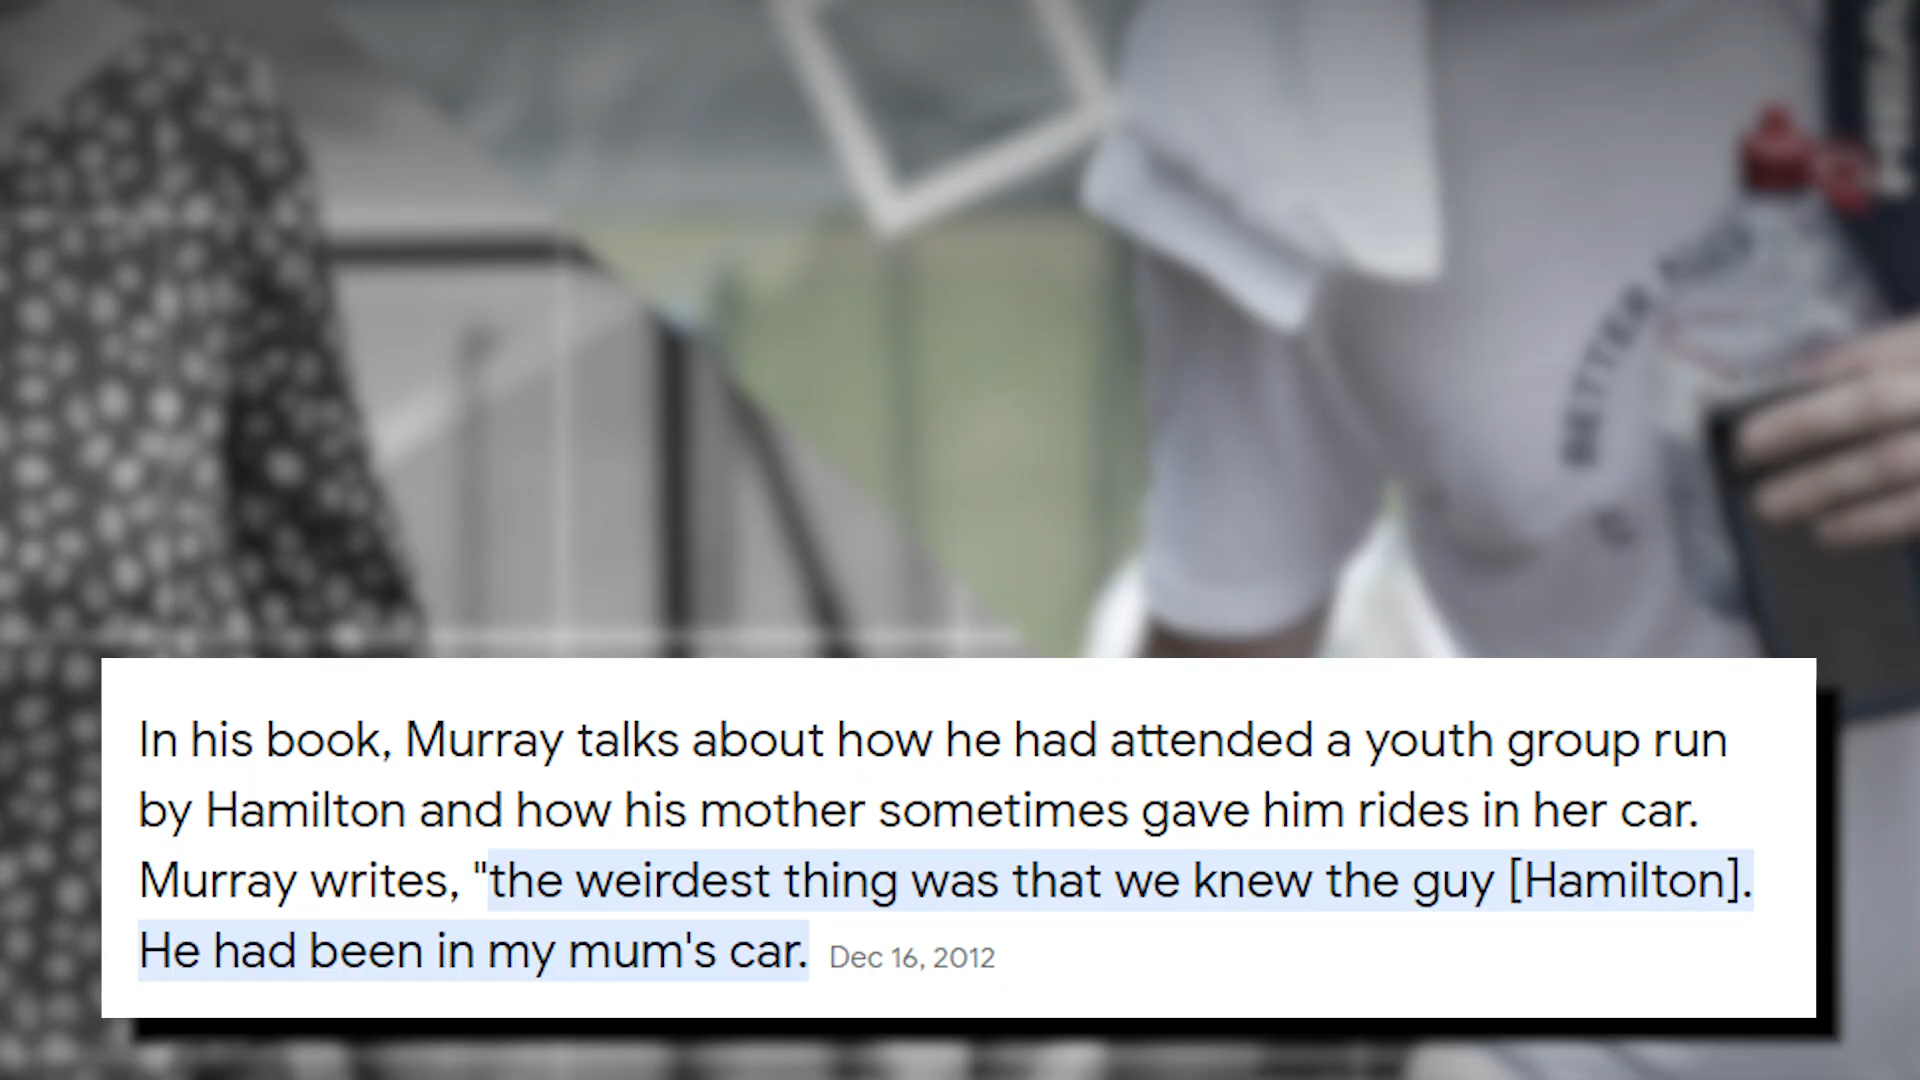 BETTER
In his book, Murray talks about how he had attended a youth group run
by Hamilton and how his mother sometimes gave him rides in her car.
Murray writes, "the weirdest thing was that we knew the guy [Hamilton].
He had been in my mum's car. Dec 16, 2012